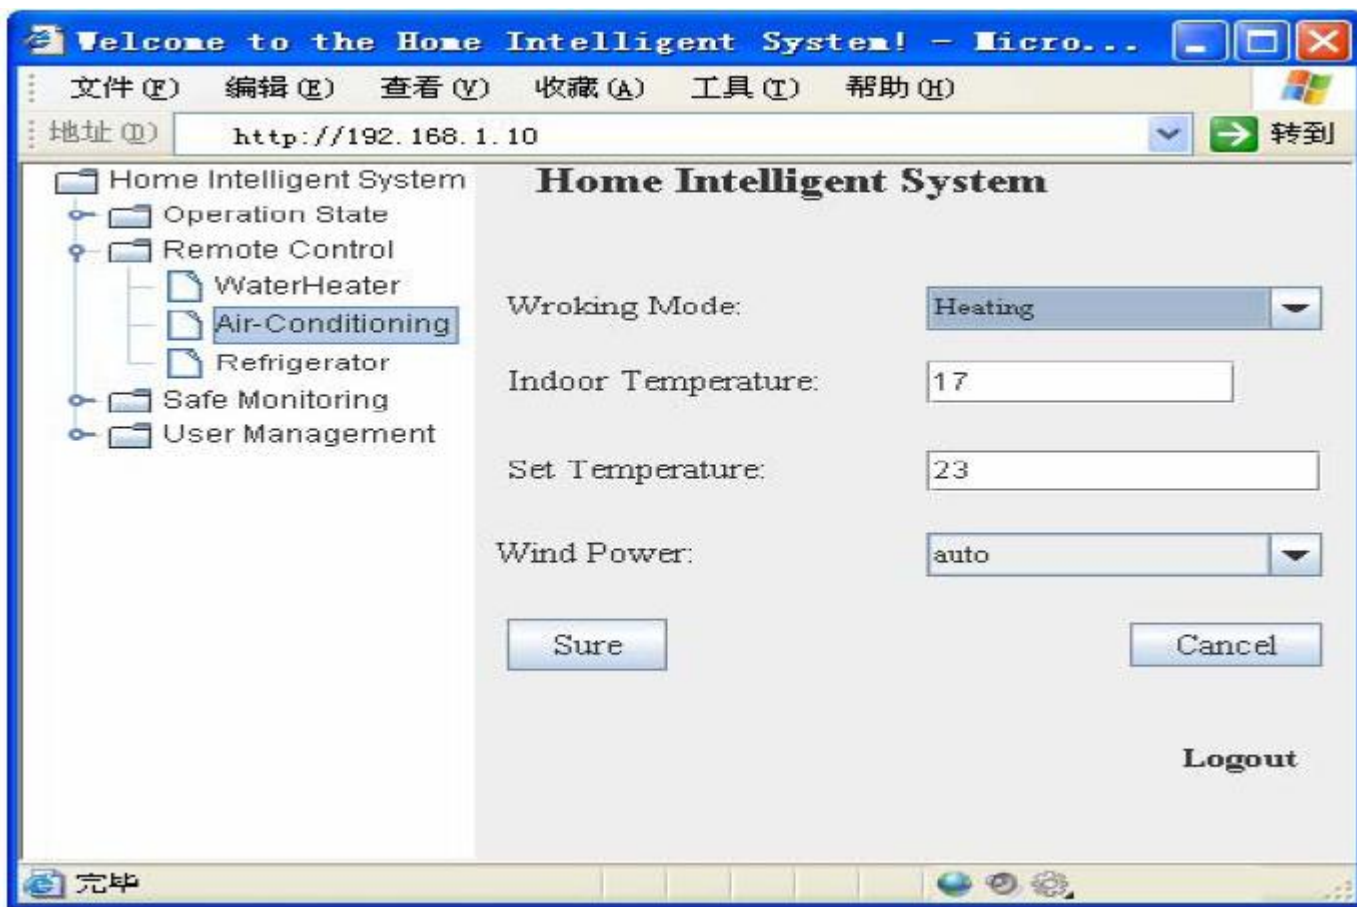 Welcome to the Home Intelligent System! - Micro...
文件(F) 编辑(E) 查看(V) 收藏(A) 工具(T) 帮助(H)
地址(D) http://192.168.1.10 转到
Home Intelligent System
Operation State
Remote Control
WaterHeater
Air-Conditioning
Refrigerator
Safe Monitoring
User Management
Home Intelligent System
Wroking Mode: Heating
Indoor Temperature: 17
Set Temperature: 23
Wind Power: auto
Sure Cancel
Logout
完毕